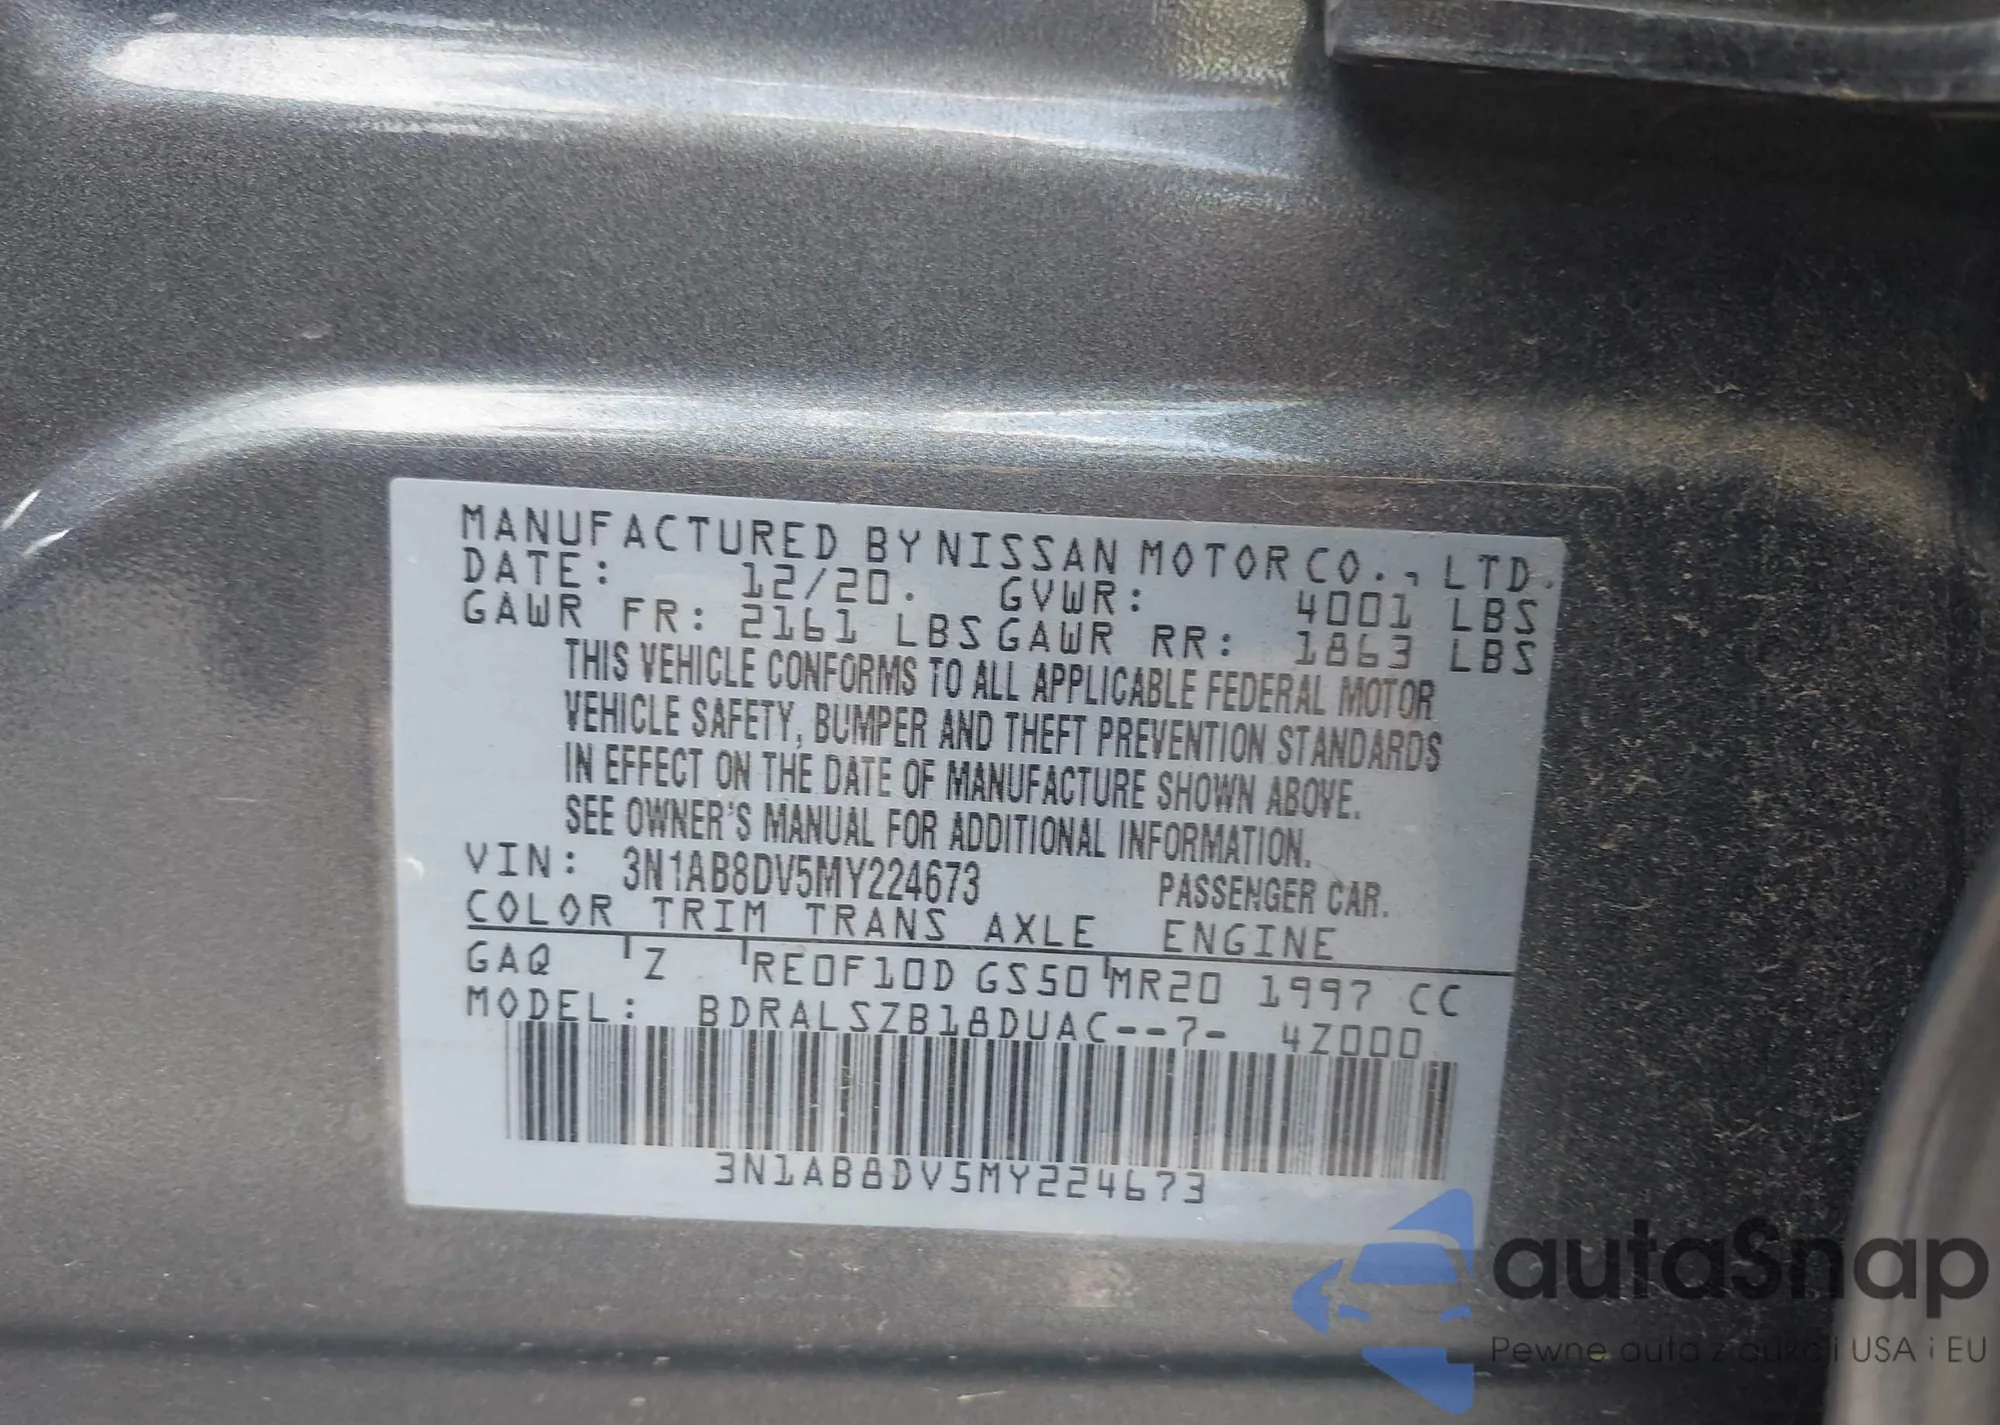 MANUFACTURED BY NISSAN MOTOR CO., LTD.
DATE: 12/20. GVWR: 4001 LBS
GAWR FR: 2161 LBS GAWR RR: 1863 LBS
THIS VEHICLE CONFORMS TO ALL APPLICABLE FEDERAL MOTOR
VEHICLE SAFETY, BUMPER AND THEFT PREVENTION STANDARDS
IN EFFECT ON THE DATE OF MANUFACTURE SHOWN ABOVE.
SEE OWNER'S MANUAL FOR ADDITIONAL INFORMATION.
VIN: 3N1AB8DV5MY224673 PASSENGER CAR.
COLOR TRIM TRANS AXLE ENGINE
GAQ Z RE0F10D GS50 MR20 1997 CC
MODEL: BDRALSZB18DUAC--7- 4Z000
3N1AB8DV5MY224673
autaSnap
Pewne auta z aukcji USA i EU